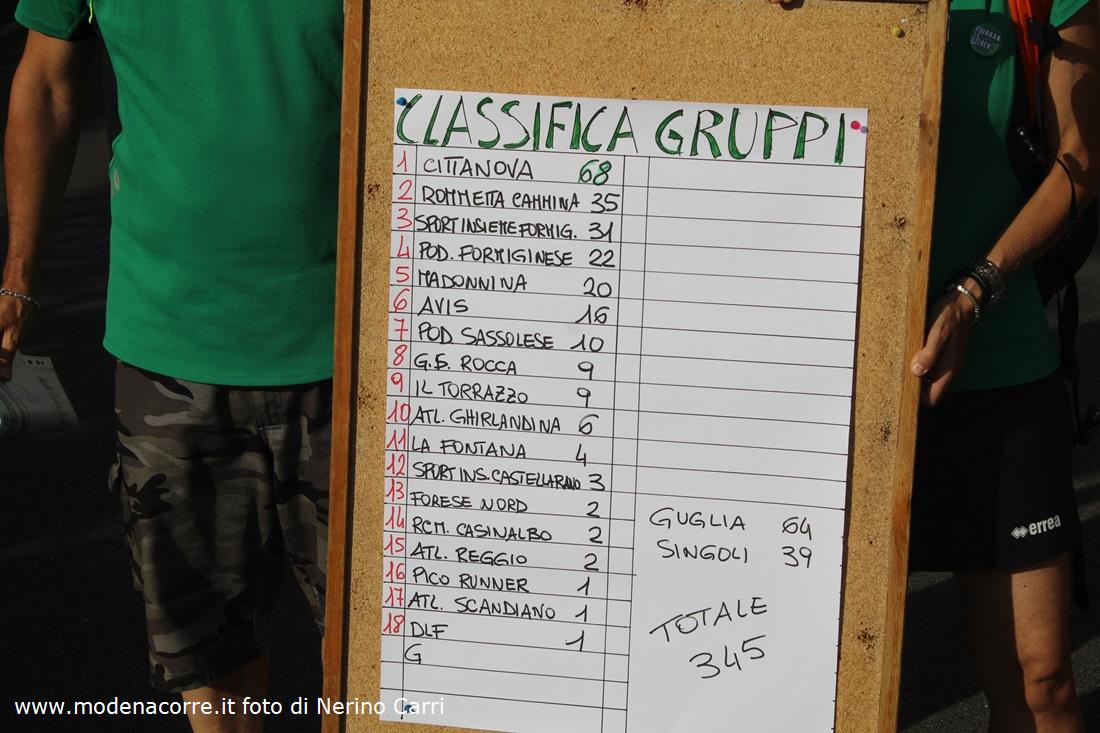 CLASSIFICA GRUPPI
1 CITTANOVA 68
2 ROMMETTA CAMMINA 35
3 SPORT INSIEME FORMIG. 31
4 POD. FORMIGINESE 22
5 MADONNINA 20
6 AVIS 16
7 POD. SASSOLESE 10
8 G.S. ROCCA 9
9 IL TORRAZZO 9
10 ATL. GHIRLANDINA 6
11 LA FONTANA 4
12 SPORT INS. CASTELLARANO 3
13 FORESE NORD 2
14 RCM. CASINALBO 2
15 ATL. REGGIO 2
16 PICO RUNNER 1
17 ATL. SCANDIANO 1
18 DLF 1
G
GUGLIA 64
SINGOLI 39
TOTALE
345
errea
www.modenacorre.it foto di Nerino Carri